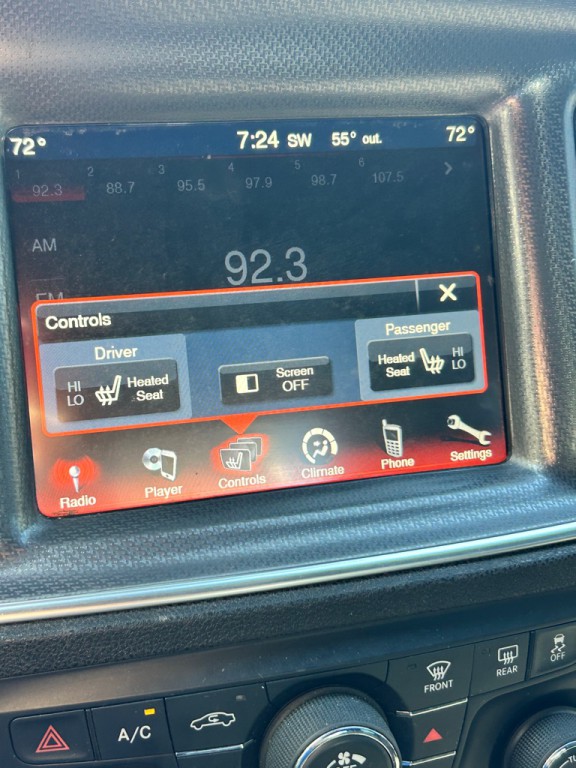 72° 7:24 SW 55° out. 72°
1 2 3 4 5 6
92.3 88.7 95.5 97.9 98.7 107.5 >
AM
92.3
FM
Controls X
Driver Passenger
HI
LO
Heated
Seat
Screen
OFF
Heated
Seat
HI
LO
Radio Player Controls Climate Phone Settings
A/C
FRONT
REAR
OFF